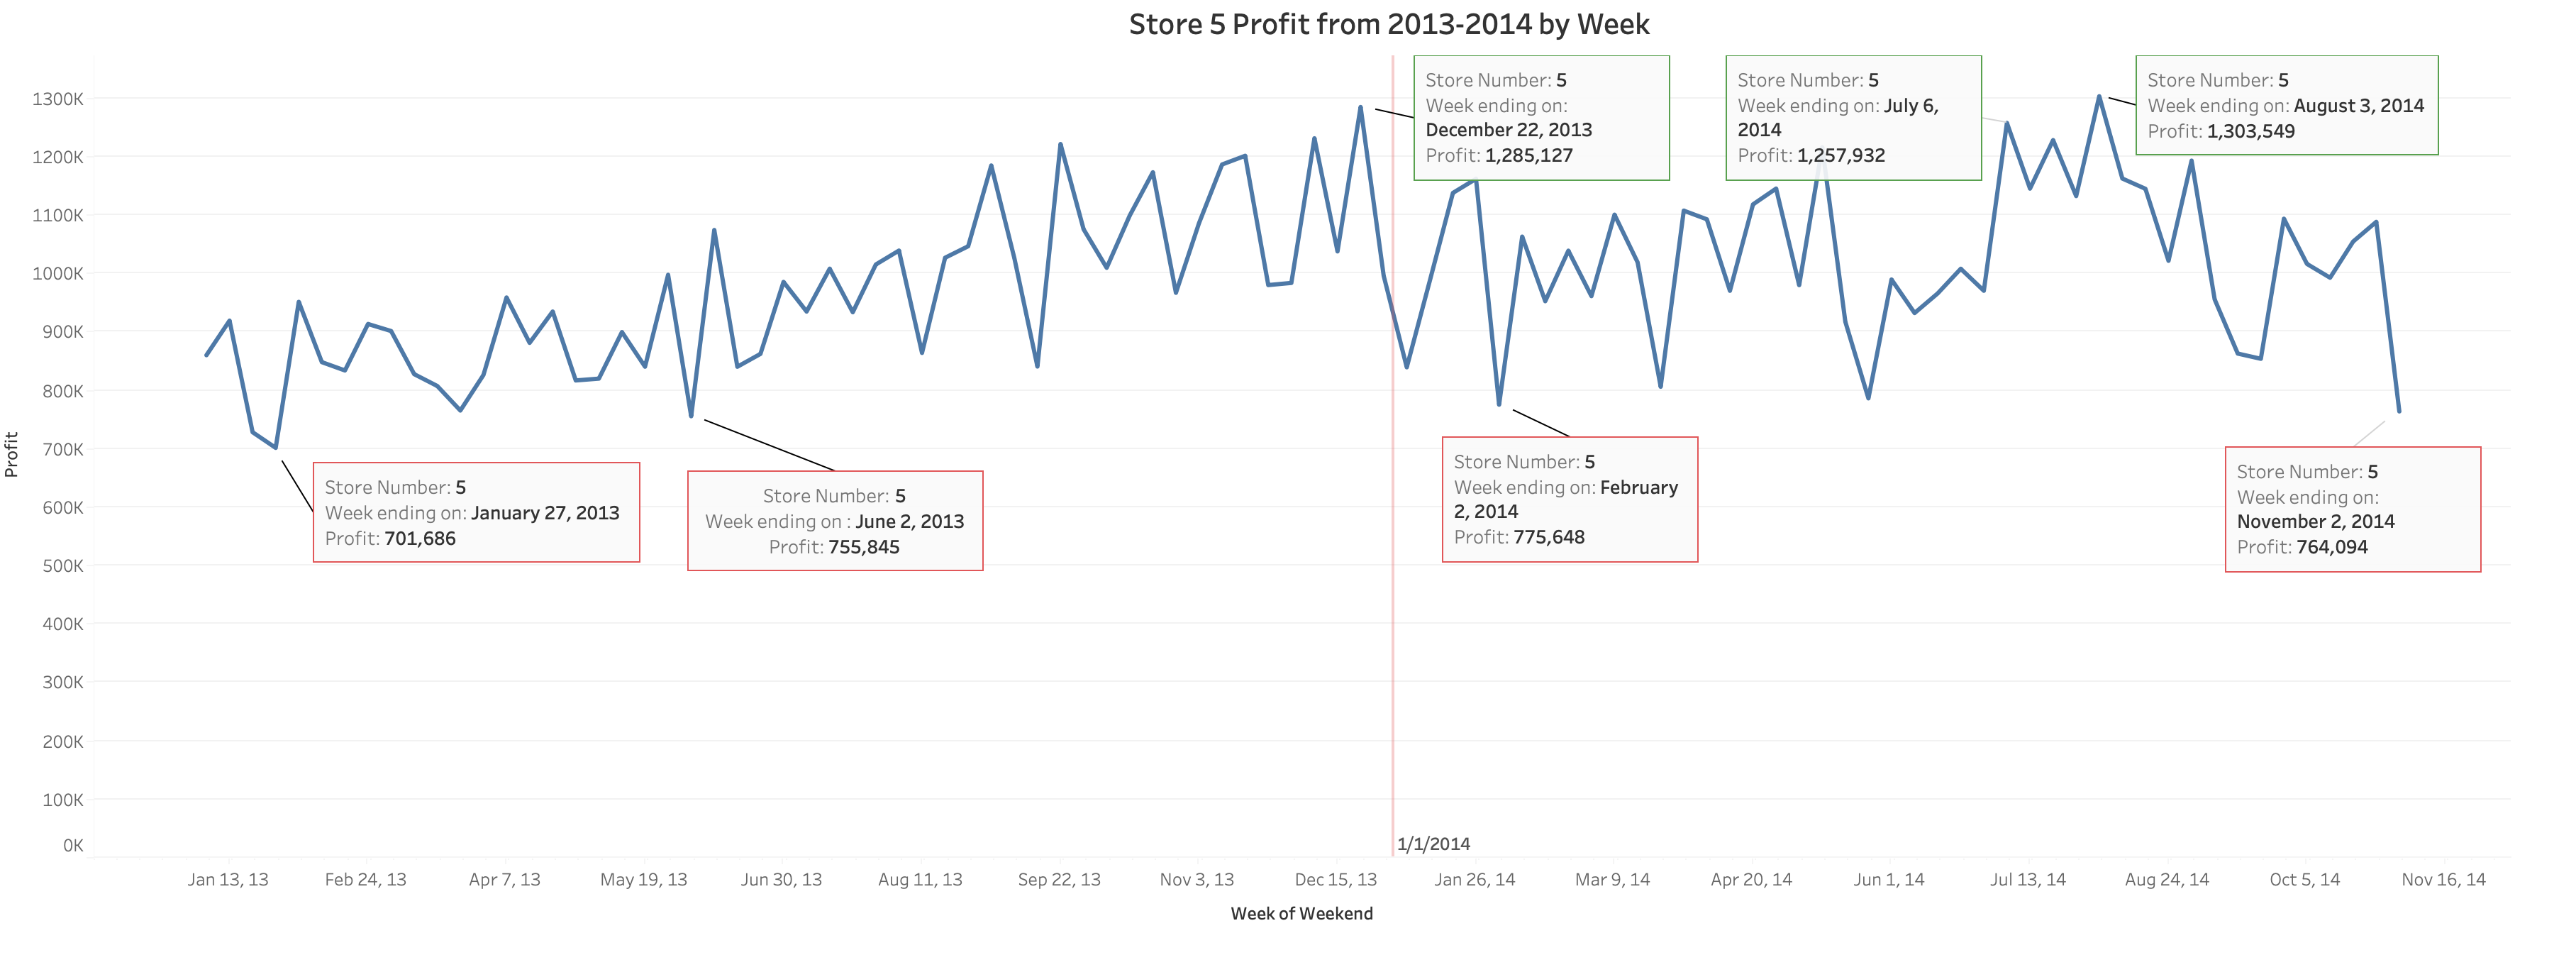 Store 5 Profit from 2013-2014 by Week
Profit
1300K
1200K
1100K
1000K
900K
800K
700K
600K
500K
400K
300K
200K
100K
0K
Store Number: 5
Week ending on: January 27, 2013
Profit: 701,686
Store Number: 5
Week ending on : June 2, 2013
Profit: 755,845
Store Number: 5
Week ending on:
December 22, 2013
Profit: 1,285,127
Store Number: 5
Week ending on: February
2, 2014
Profit: 775,648
Store Number: 5
Week ending on: July 6,
2014
Profit: 1,257,932
Store Number: 5
Week ending on: August 3, 2014
Profit: 1,303,549
Store Number: 5
Week ending on:
November 2, 2014
Profit: 764,094
1/1/2014
Jan 13, 13
Feb 24, 13
Apr 7, 13
May 19, 13
Jun 30, 13
Aug 11, 13
Sep 22, 13
Nov 3, 13
Dec 15, 13
Jan 26, 14
Mar 9, 14
Apr 20, 14
Jun 1, 14
Jul 13, 14
Aug 24, 14
Oct 5, 14
Nov 16, 14
Week of Weekend